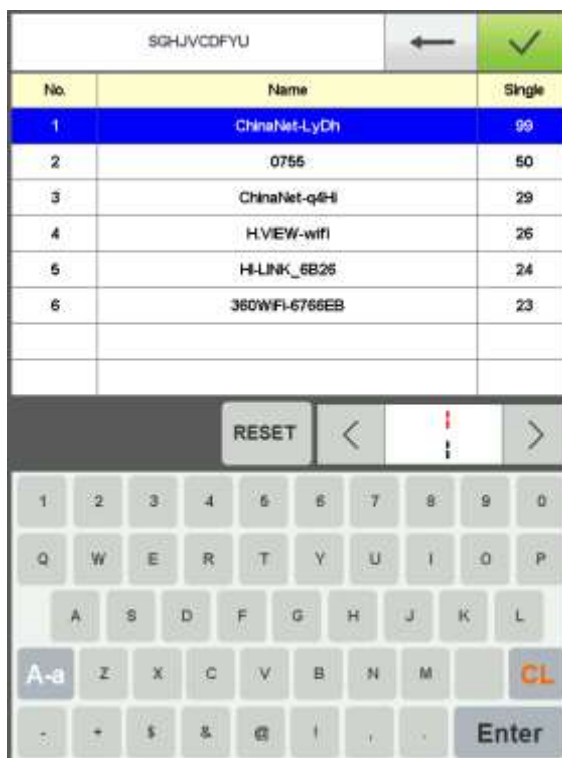 SGHJVCDFYU
No. Name Single
1 ChinaNet-LyDh 99
2 0755 50
3 ChinaNet-q4Hi 29
4 H.VIEW-wifi 26
5 HI-LINK_6B26 24
6 360WiFi-6766EB 23
RESET
1 2 3 4 5 6 7 8 9 0
Q W E R T Y U I O P
A S D F G H J K L
A-a Z X C V B N M CL
- + $ & @ ! , . Enter